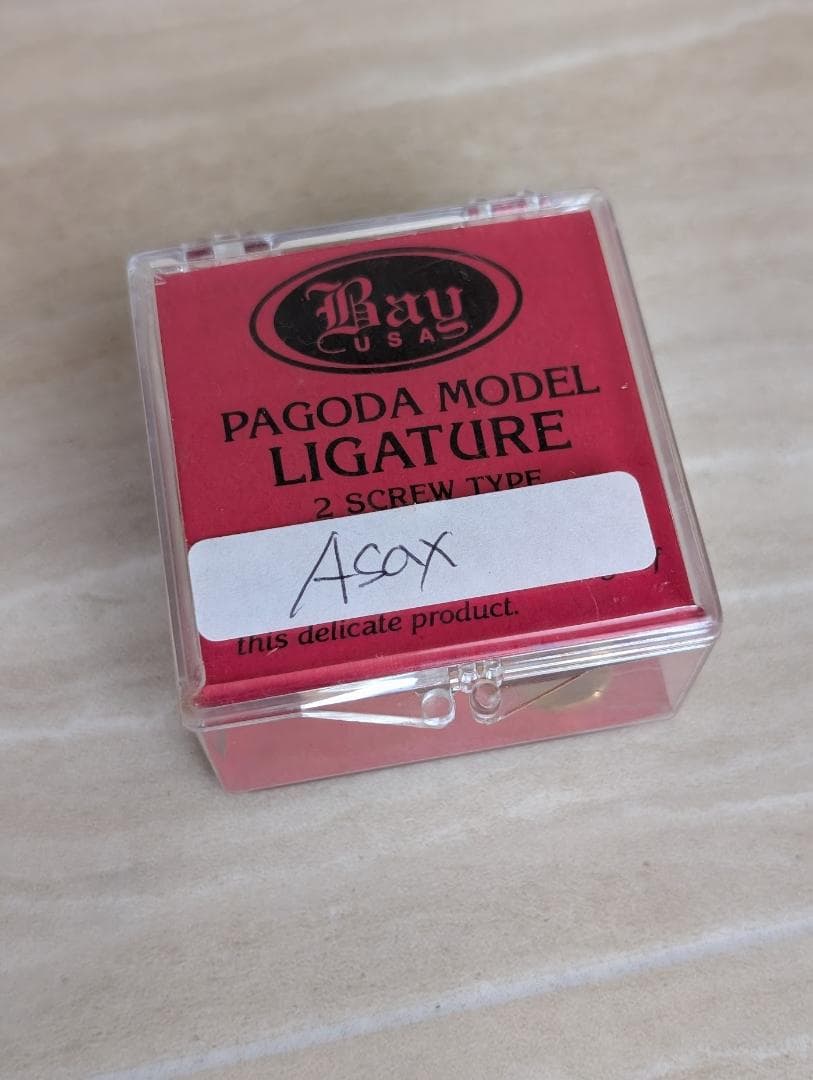 Bay
USA
PAGODA MODEL
LIGATURE
2 SCREW TYPE
Asax
this delicate product.